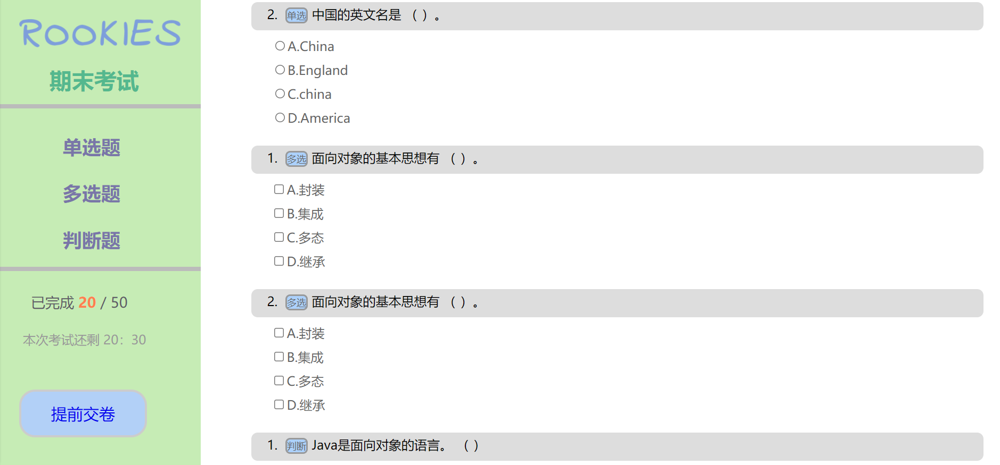 ROOKIES
期末考试
单选题
多选题
判断题
已完成 20 / 50
本次考试还剩 20：30
提前交卷
2. 单选 中国的英文名是 （ ）。
A.China
B.England
C.china
D.America
1. 多选 面向对象的基本思想有 （ ）。
A.封装
B.集成
C.多态
D.继承
2. 多选 面向对象的基本思想有 （ ）。
A.封装
B.集成
C.多态
D.继承
1. 判断 Java是面向对象的语言。 （ ）